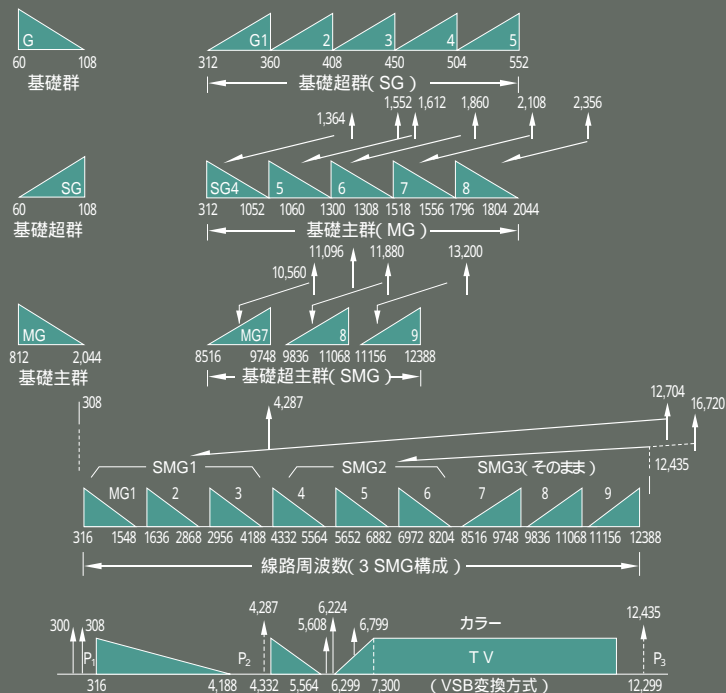 G G1 2 3 4 5
60 108 312 360 408 450 504 552
基礎群 基礎超群( SG )
1,364 1,552 1,612 1,860 2,108 2,356
SG SG4 5 6 7 8
60 108 312 1052 1060 1300 1308 1518 1556 1796 1804 2044
基礎超群 基礎主群( MG )
11,096 11,880 13,200
10,560
MG MG7 8 9
812 2,044 8516 9748 9836 11068 11156 12388
基礎主群 基礎超主群( SMG )
308 4,287 12,704 16,720
12,435
SMG1 SMG2 SMG3( そのまま )
MG1 2 3 4 5 6 7 8 9
316 1548 1636 2868 2956 4188 4332 5564 5652 6882 6972 8204 8516 9748 9836 11068 11156 12388
線路周波数( 3 SMG構成 )
300 308 4,287 5,608 6,224 6,799 カラー 12,435
P1 P2 T V P3
316 4,188 4,332 5,564 6,299 7,300 ( VSB変換方式 ) 12,299